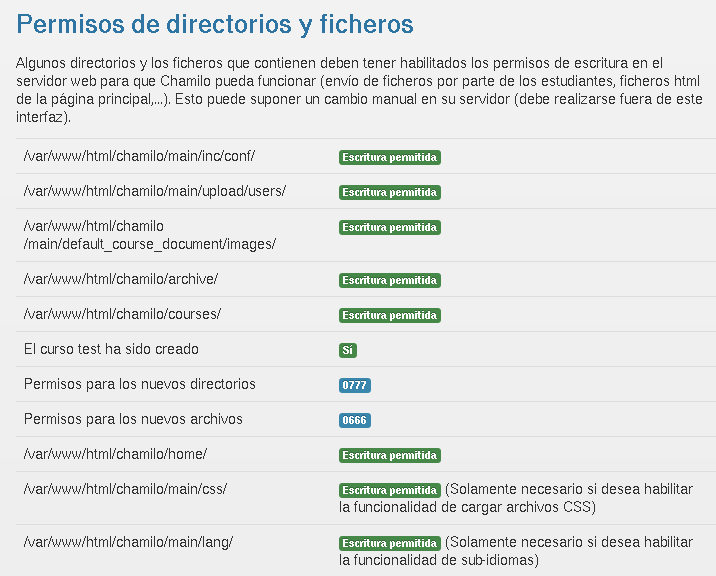 Permisos de directorios y ficheros
Algunos directorios y los ficheros que contienen deben tener habilitados los permisos de escritura en el
servidor web para que Chamilo pueda funcionar (envío de ficheros por parte de los estudiantes, ficheros html
de la página principal,...). Esto puede suponer un cambio manual en su servidor (debe realizarse fuera de este
interfaz).
/var/www/html/chamilo/main/inc/conf/ Escritura permitida
/var/www/html/chamilo/main/upload/users/ Escritura permitida
/var/www/html/chamilo Escritura permitida
/main/default_course_document/images/
/var/www/html/chamilo/archive/ Escritura permitida
/var/www/html/chamilo/courses/ Escritura permitida
El curso test ha sido creado Sí
Permisos para los nuevos directorios 0777
Permisos para los nuevos archivos 0666
/var/www/html/chamilo/home/ Escritura permitida
/var/www/html/chamilo/main/css/ Escritura permitida (Solamente necesario si desea habilitar
la funcionalidad de cargar archivos CSS)
/var/www/html/chamilo/main/lang/ Escritura permitida (Solamente necesario si desea habilitar
la funcionalidad de sub-idiomas)